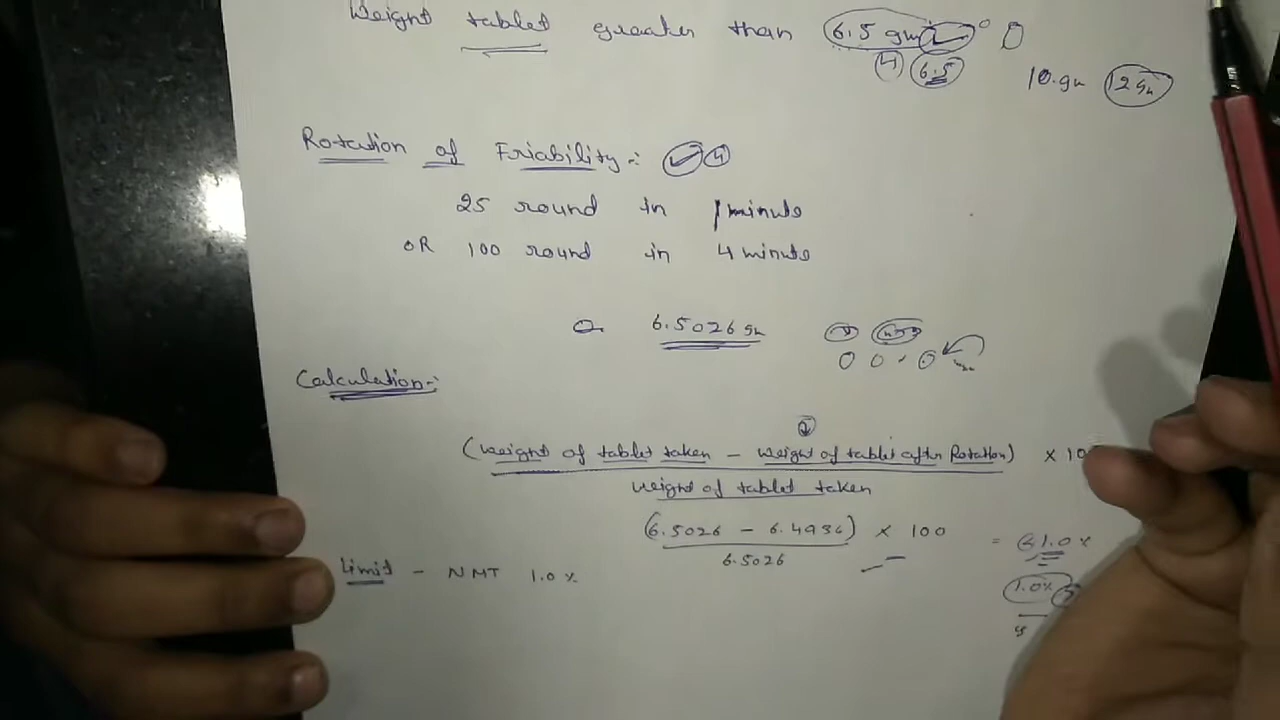 Weight tablet greater than 6.5 gm
4 6.5 10.gm 12 gm
Rotation of Friability:-
4
25 round in 1 minute
OR 100 round in 4 minute
6.5026 gm
Calculation:-
(Weight of tablet taken - Weight of tablet after Rotation) × 10
Weight of tablet taken
(6.5026 - 6.4936) × 100 =
6.5026
Limit - NMT 1.0 %
1.0%